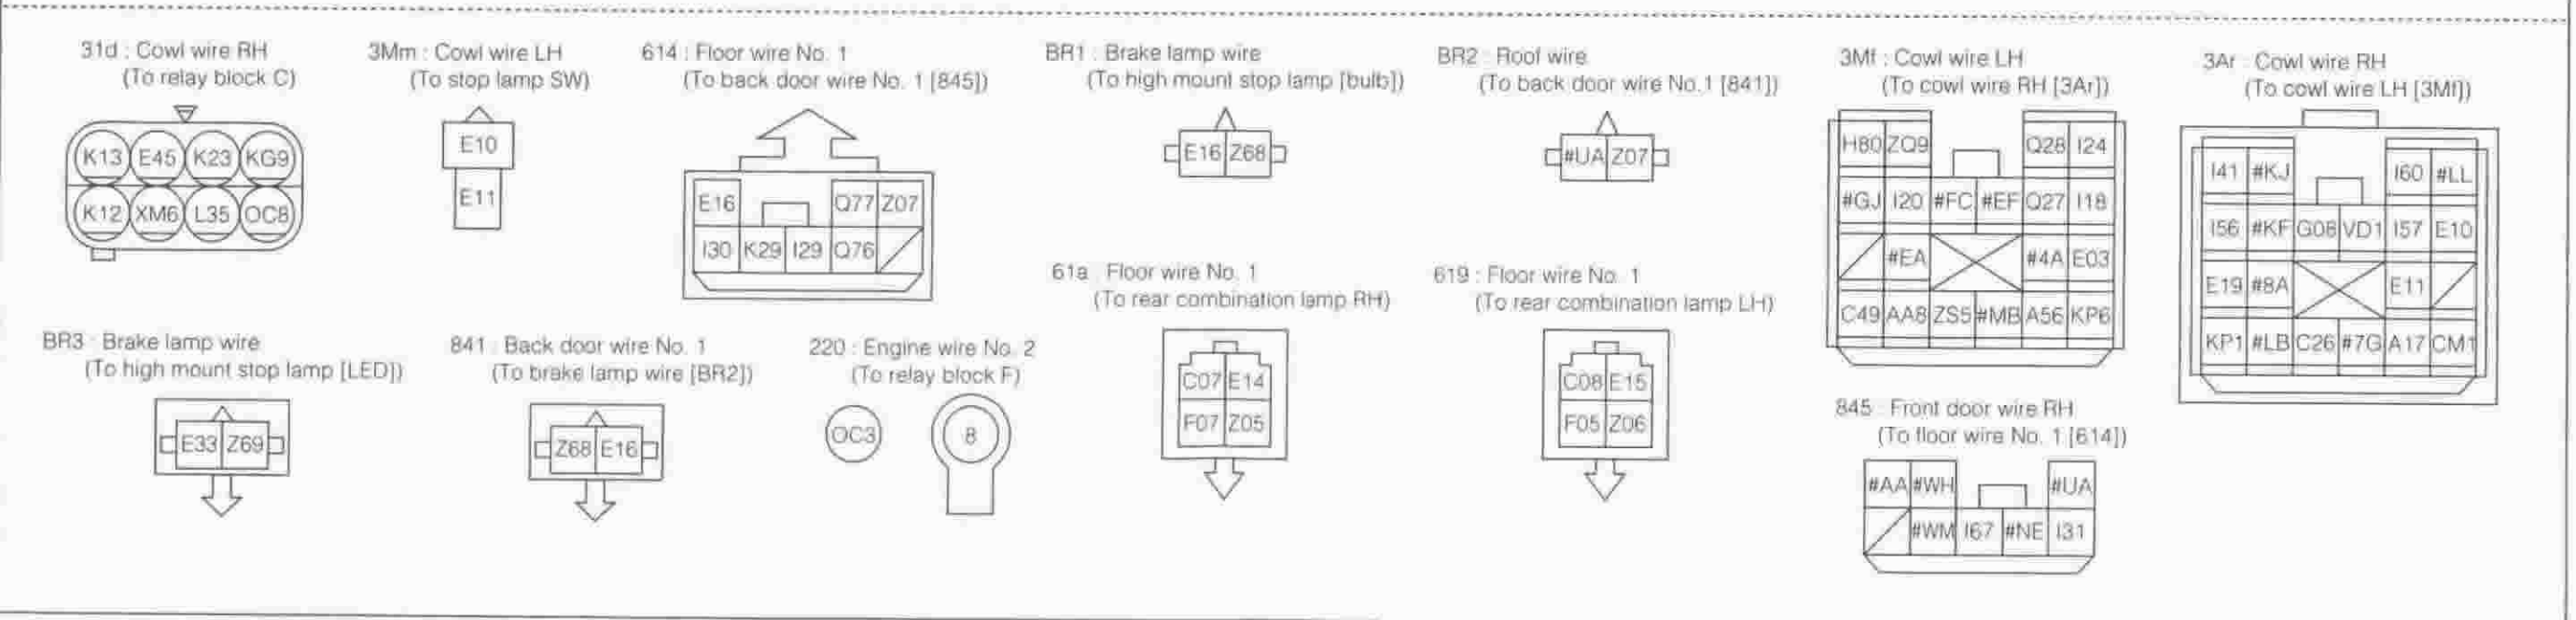 31d : Cowl wire RH
(To relay block C)
K13 E45 K23 KG9
K12 XM6 L35 OC8
3Mm : Cowl wire LH
(To stop lamp SW)
E10
E11
614 : Floor wire No. 1
(To back door wire No. 1 [845])
E16 Q77 Z07
I30 K29 I29 Q76
BR1 : Brake lamp wire
(To high mount stop lamp [bulb])
E16 Z68
BR2 : Roof wire
(To back door wire No.1 [841])
#UA Z07
3Mf : Cowl wire LH
(To cowl wire RH [3Ar])
H80 ZQ9 Q28 I24
#GJ I20 #FC #EF Q27 I18
#EA #4A E03
C49 AA8 ZS5 #MB A56 KP6
3Ar : Cowl wire RH
(To cowl wire LH [3Mf])
I41 #KJ I60 #LL
I56 #KF G08 VD1 I57 E10
E19 #8A E11
KP1 #LB C26 #7G A17 CM1
BR3 : Brake lamp wire
(To high mount stop lamp [LED])
E33 Z69
841 : Back door wire No. 1
(To brake lamp wire [BR2])
Z68 E16
220 : Engine wire No. 2
(To relay block F)
OC3 8
61a : Floor wire No. 1
(To rear combination lamp RH)
C07 E14
F07 Z05
619 : Floor wire No. 1
(To rear combination lamp LH)
C08 E15
F05 Z06
845 : Front door wire RH
(To floor wire No. 1 [614])
#AA #WH #UA
#WM I67 #NE I31